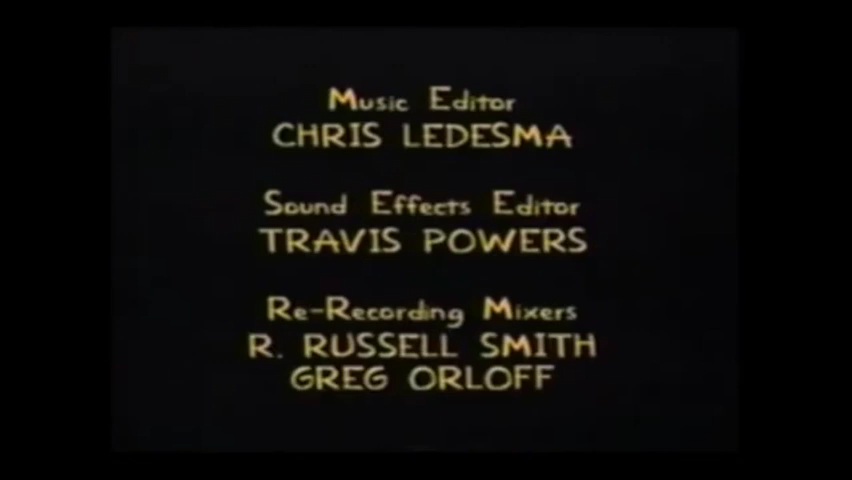 Music Editor
CHRIS LEDESMA
Sound Effects Editor
TRAVIS POWERS
Re-Recording Mixers
R. RUSSELL SMITH
GREG ORLOFF